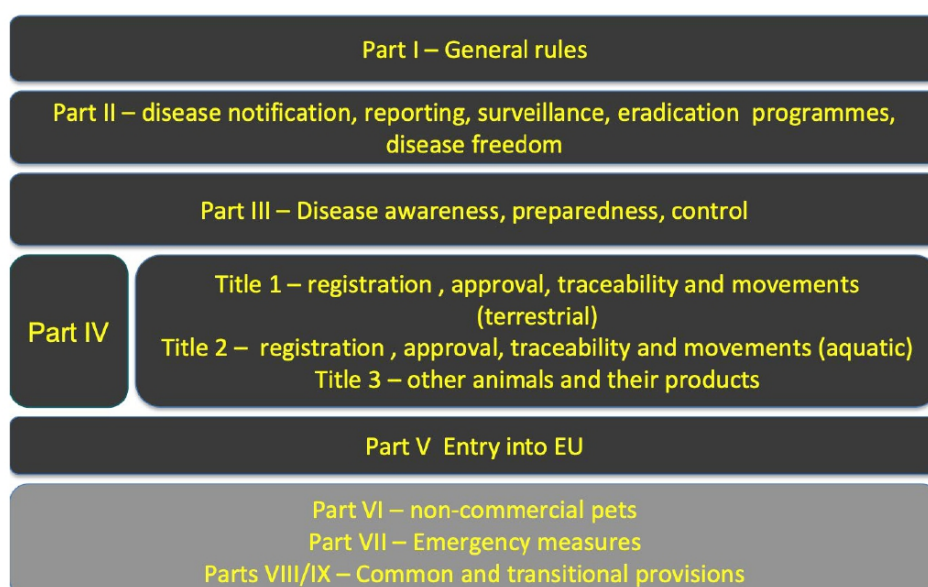 Part I – General rules
Part II – disease notification, reporting, surveillance, eradication programmes,
disease freedom
Part III – Disease awareness, preparedness, control
Part IV
Title 1 – registration , approval, traceability and movements
(terrestrial)
Title 2 – registration , approval, traceability and movements (aquatic)
Title 3 – other animals and their products
Part V Entry into EU
Part VI – non-commercial pets
Part VII – Emergency measures
Parts VIII/IX – Common and transitional provisions